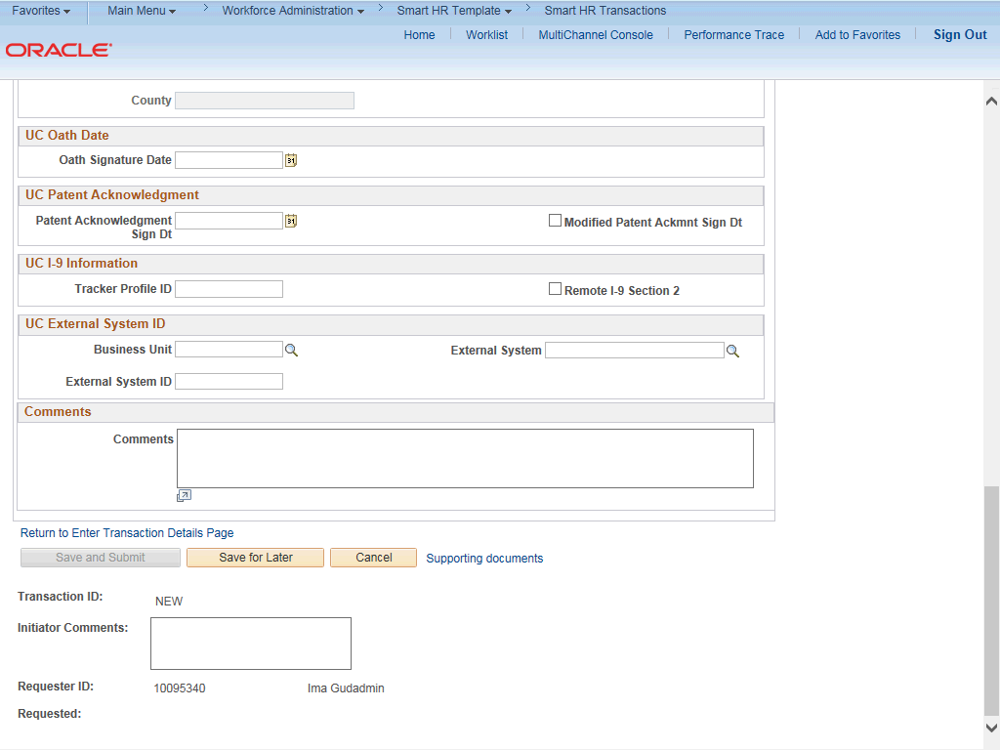 Favorites Main Menu > Workforce Administration > Smart HR Template > Smart HR Transactions
Home Worklist MultiChannel Console Performance Trace Add to Favorites Sign Out
ORACLE
County
UC Oath Date
Oath Signature Date 31
UC Patent Acknowledgment
Patent Acknowledgment
Sign Dt
31
Modified Patent Ackmnt Sign Dt
UC I-9 Information
Tracker Profile ID Remote I-9 Section 2
UC External System ID
Business Unit External System
External System ID
Comments
Comments
Return to Enter Transaction Details Page
Save and Submit Save for Later Cancel Supporting documents
Transaction ID: NEW
Initiator Comments:
Requester ID: 10095340 Ima Gudadmin
Requested: